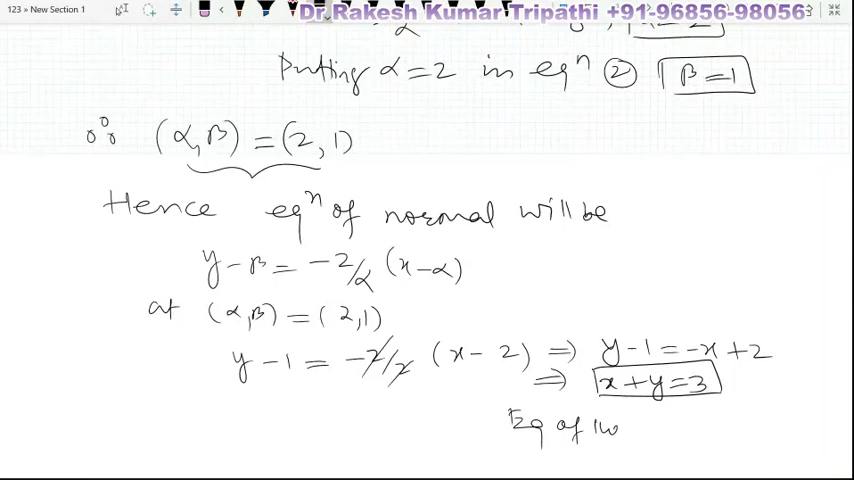 123 » New Section 1
Dr Rakesh Kumar Tripathi +91-96856-98056
α
Putting α = 2 in eqⁿ ② β = 1
∴ (α, β) = (2, 1)
Hence eqⁿ of normal will be
y - β = -2/α (x - α)
at (α, β) = (2, 1)
y - 1 = -2/2 (x - 2) ⇒ y - 1 = -x + 2
⇒ x + y = 3
Eq of no